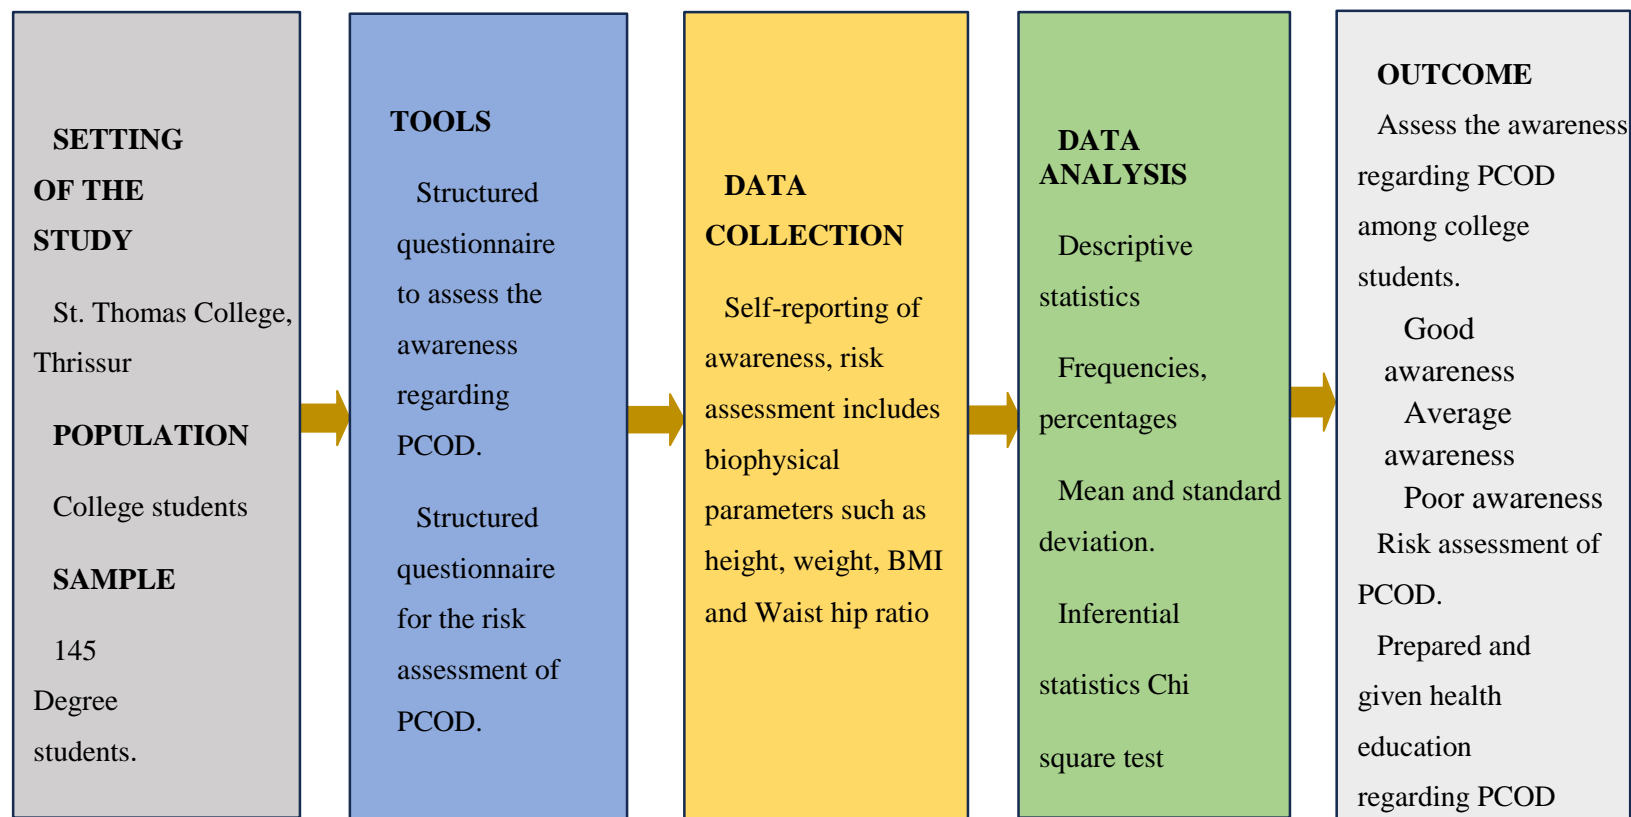 SETTING
OF THE
STUDY
St. Thomas College,
Thrissur
POPULATION
College students
SAMPLE
145
Degree
students.
TOOLS
Structured
questionnaire
to assess the
awareness
regarding
PCOD.
Structured
questionnaire
for the risk
assessment of
PCOD.
DATA
COLLECTION
Self-reporting of
awareness, risk
assessment includes
biophysical
parameters such as
height, weight, BMI
and Waist hip ratio
DATA
ANALYSIS
Descriptive
statistics
Frequencies,
percentages
Mean and standard
deviation.
Inferential
statistics Chi
square test
OUTCOME
Assess the awareness
regarding PCOD
among college
students.
Good
awareness
Average
awareness
Poor awareness
Risk assessment of
PCOD.
Prepared and
given health
education
regarding PCOD